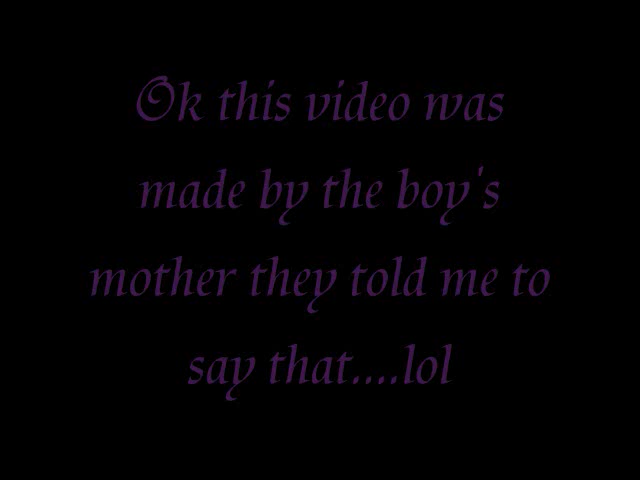 Ok this video was
made by the boy's
mother they told me to
say that....lol